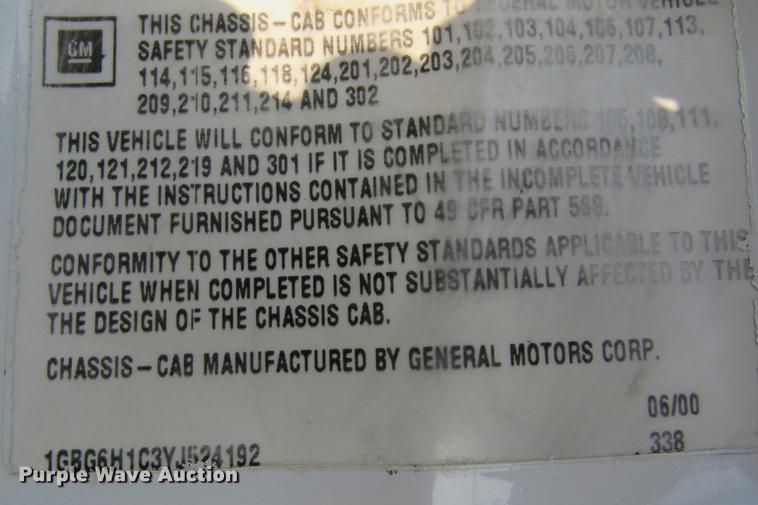 GM
THIS CHASSIS-CAB CONFORMS TO FEDERAL MOTOR VEHICLE
SAFETY STANDARD NUMBERS 101,102,103,104,106,107,113,
114,115,116,118,124,201,202,203,204,205,206,207,208,
209,210,211,214 AND 302
THIS VEHICLE WILL CONFORM TO STANDARD NUMBERS 105,108,111,
120,121,212,219 AND 301 IF IT IS COMPLETED IN ACCORDANCE
WITH THE INSTRUCTIONS CONTAINED IN THE INCOMPLETE VEHICLE
DOCUMENT FURNISHED PURSUANT TO 49 CFR PART 568.
CONFORMITY TO THE OTHER SAFETY STANDARDS APPLICABLE TO THIS
VEHICLE WHEN COMPLETED IS NOT SUBSTANTIALLY AFFECTED BY THE
THE DESIGN OF THE CHASSIS CAB.
CHASSIS-CAB MANUFACTURED BY GENERAL MOTORS CORP.
06/00
1GBG6H1C3YJ524192 338
Purple Wave Auction